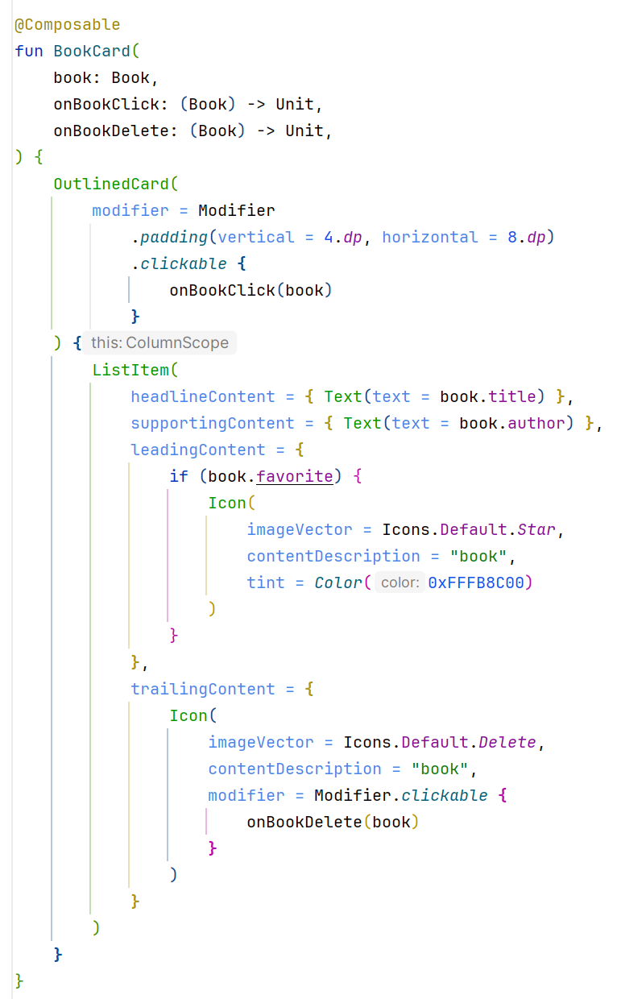 @Composable
fun BookCard(
    book: Book,
    onBookClick: (Book) -> Unit,
    onBookDelete: (Book) -> Unit,
) {
    OutlinedCard(
        modifier = Modifier
            .padding(vertical = 4.dp, horizontal = 8.dp)
            .clickable {
                onBookClick(book)
            }
    ) { this: ColumnScope
        ListItem(
            headlineContent = { Text(text = book.title) },
            supportingContent = { Text(text = book.author) },
            leadingContent = {
                if (book.favorite) {
                    Icon(
                        imageVector = Icons.Default.Star,
                        contentDescription = "book",
                        tint = Color( color: 0xFFFB8C00)
                    )
                }
            },
            trailingContent = {
                Icon(
                    imageVector = Icons.Default.Delete,
                    contentDescription = "book",
                    modifier = Modifier.clickable {
                        onBookDelete(book)
                    }
                )
            }
        )
    }
}